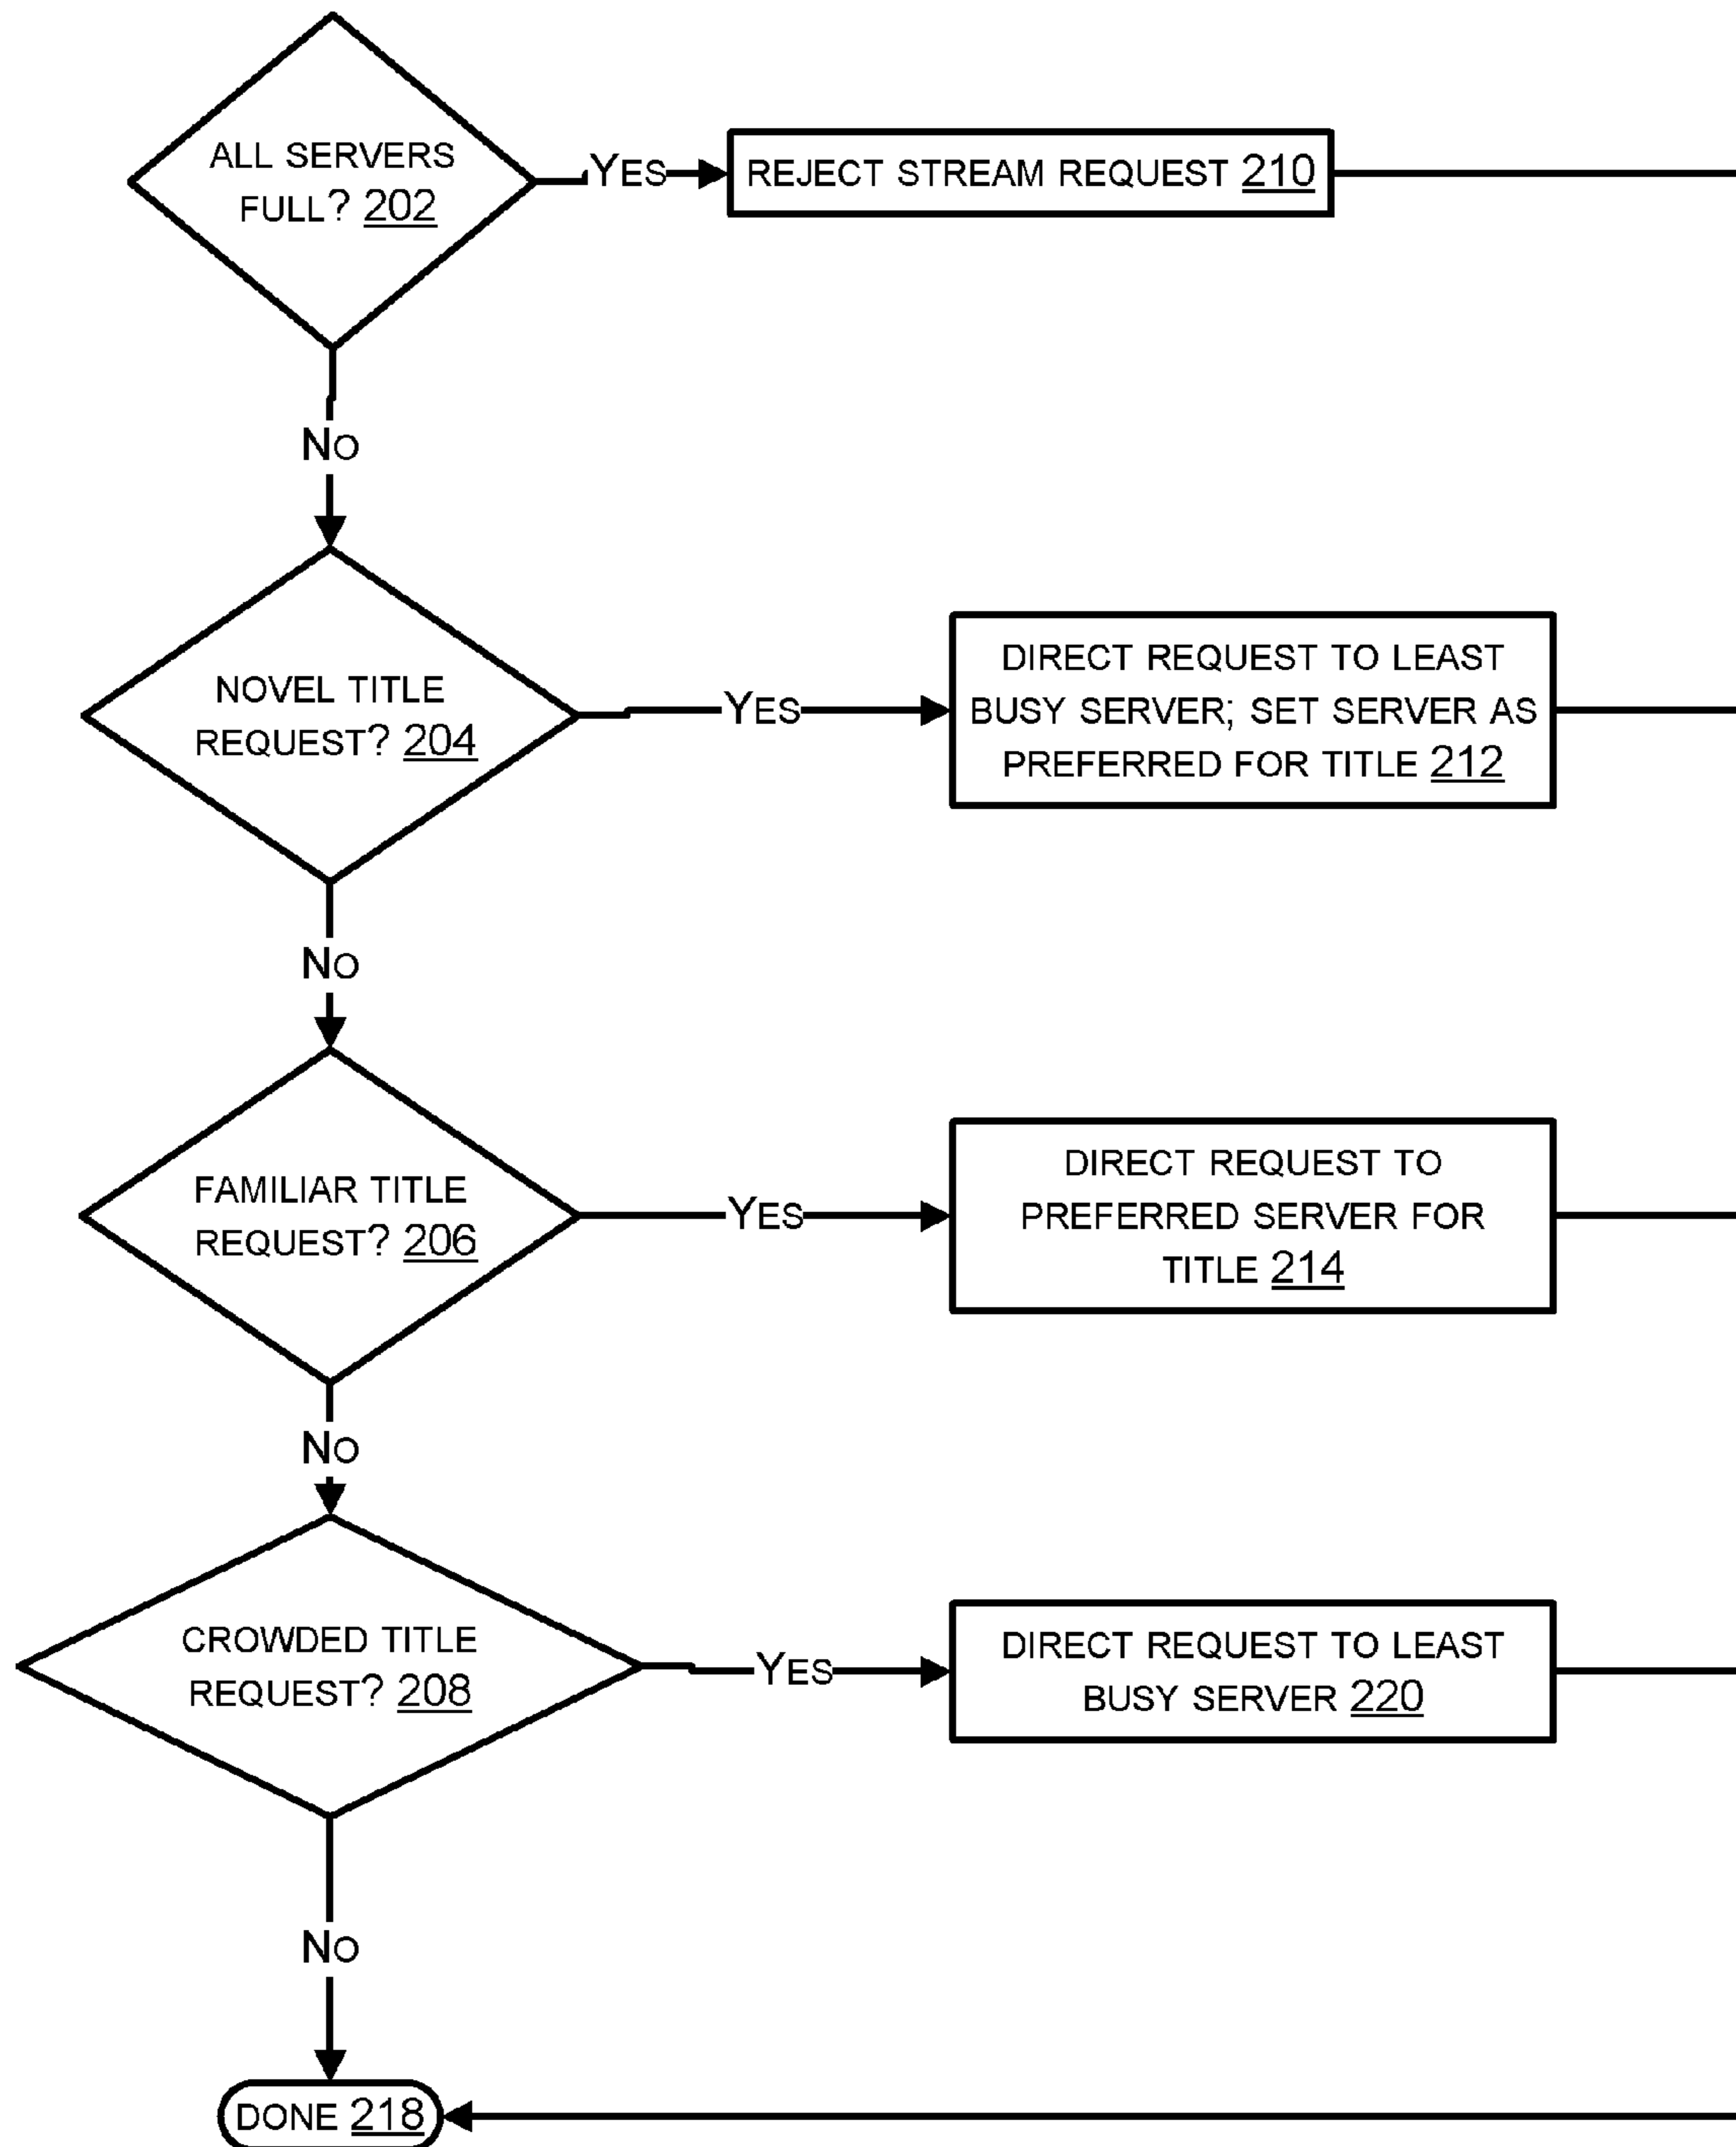 ALL SERVERS
FULL? 202
YES
REJECT STREAM REQUEST 210
NO
NOVEL TITLE
REQUEST? 204
YES
DIRECT REQUEST TO LEAST
BUSY SERVER; SET SERVER AS
PREFERRED FOR TITLE 212
NO
FAMILIAR TITLE
REQUEST? 206
YES
DIRECT REQUEST TO
PREFERRED SERVER FOR
TITLE 214
NO
CROWDED TITLE
REQUEST? 208
YES
DIRECT REQUEST TO LEAST
BUSY SERVER 220
NO
DONE 218